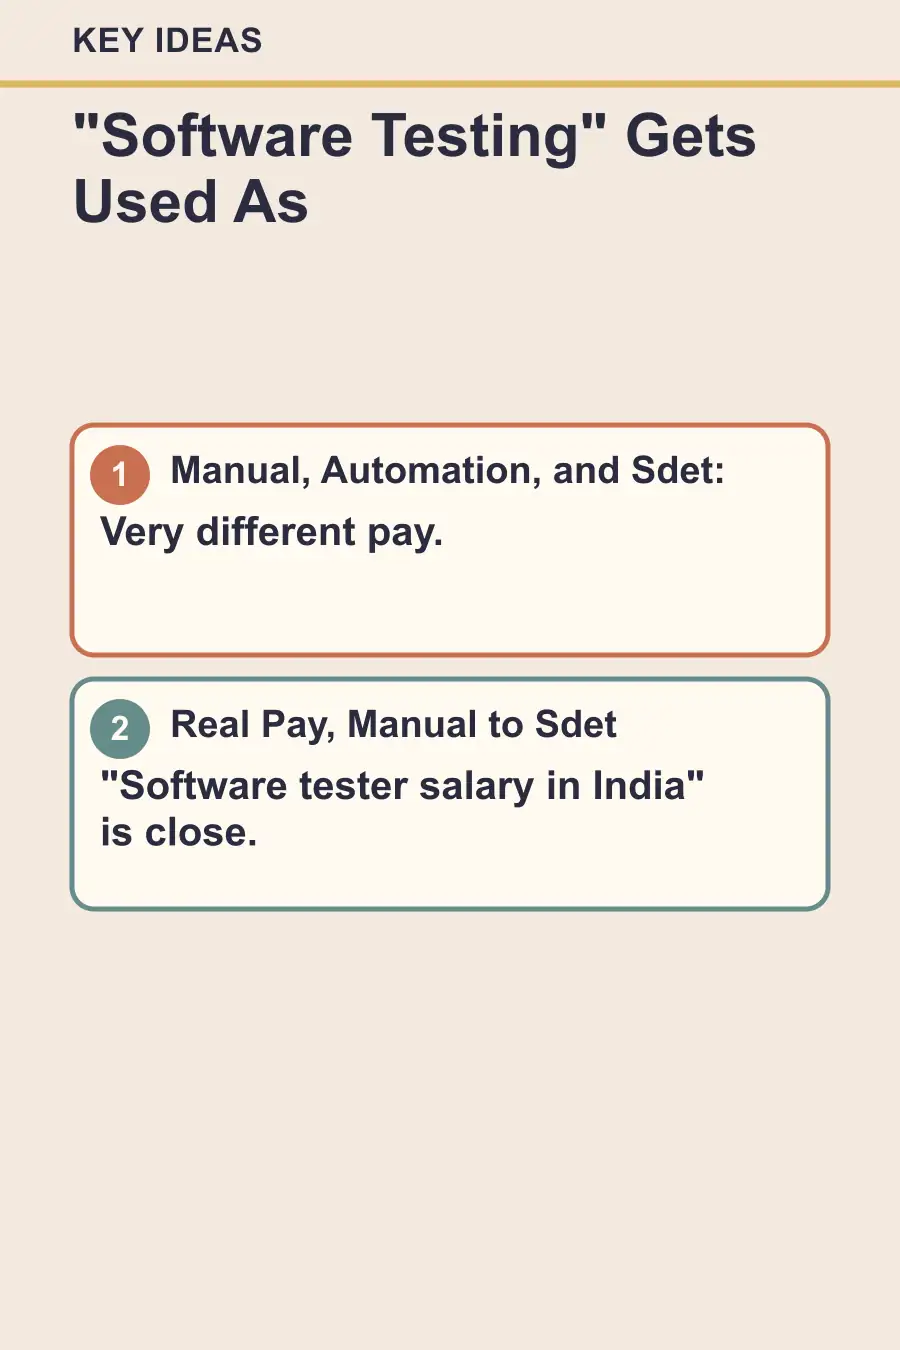 KEY IDEAS
"Software Testing" Gets
Used As
1 Manual, Automation, and Sdet:
Very different pay.
2 Real Pay, Manual to Sdet
"Software tester salary in India"
is close.